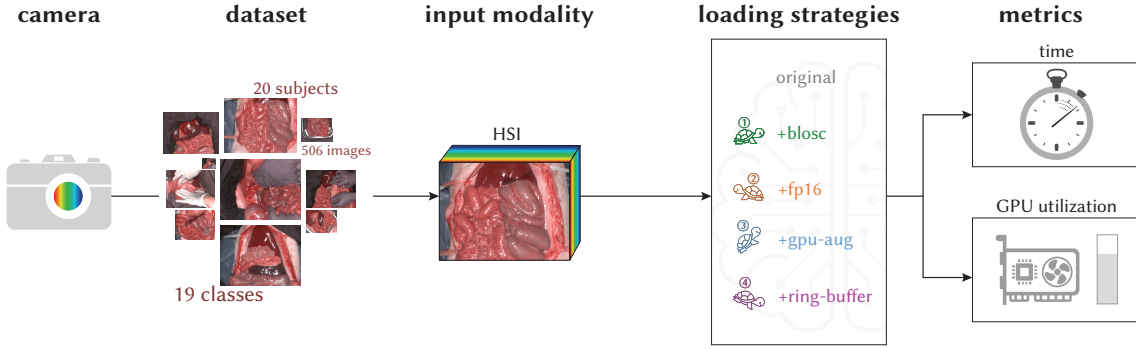 camera
dataset
input modality
loading strategies
metrics
20 subjects
506 images
19 classes
HSI
original
① +blosc
② +fp16
③ +gpu-aug
④ +ring-buffer
time
GPU utilization